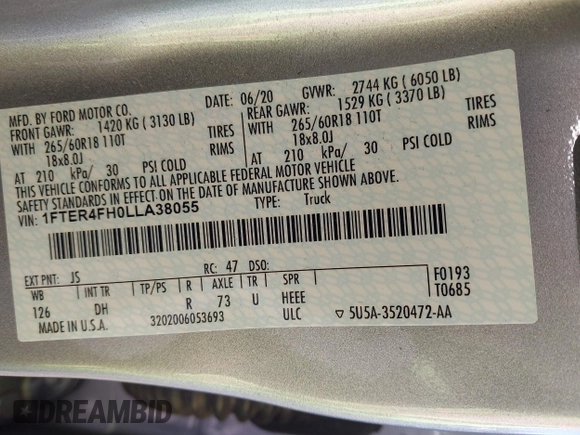 MFD. BY FORD MOTOR CO.
DATE: 06/20 GVWR: 2744 KG ( 6050 LB)
FRONT GAWR: 1420 KG ( 3130 LB) REAR GAWR: 1529 KG ( 3370 LB)
WITH 265/60R18 110T TIRES WITH 265/60R18 110T TIRES
18x8.0J RIMS 18x8.0J RIMS
AT 210 kPa/ 30 PSI COLD AT 210 kPa/ 30 PSI COLD
THIS VEHICLE CONFORMS TO ALL APPLICABLE FEDERAL MOTOR VEHICLE
SAFETY STANDARDS IN EFFECT ON THE DATE OF MANUFACTURE SHOWN ABOVE.
VIN: 1FTER4FH0LLA38055 TYPE: Truck
EXT PNT: JS RC: 47 DSO: F0193
WB INT TR TP/PS R AXLE TR SPR T0685
126 DH R 73 U HEEE
MADE IN U.S.A. 3202006053693 ULC ▽ 5U5A-3520472-AA
DREAMBID